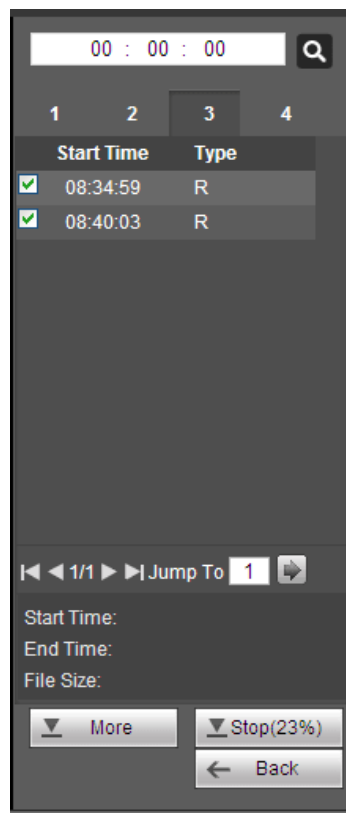 00 : 00 : 00
1 2 3 4
Start Time Type
08:34:59 R
08:40:03 R
1/1 Jump To 1
Start Time:
End Time:
File Size:
More Stop(23%)
Back